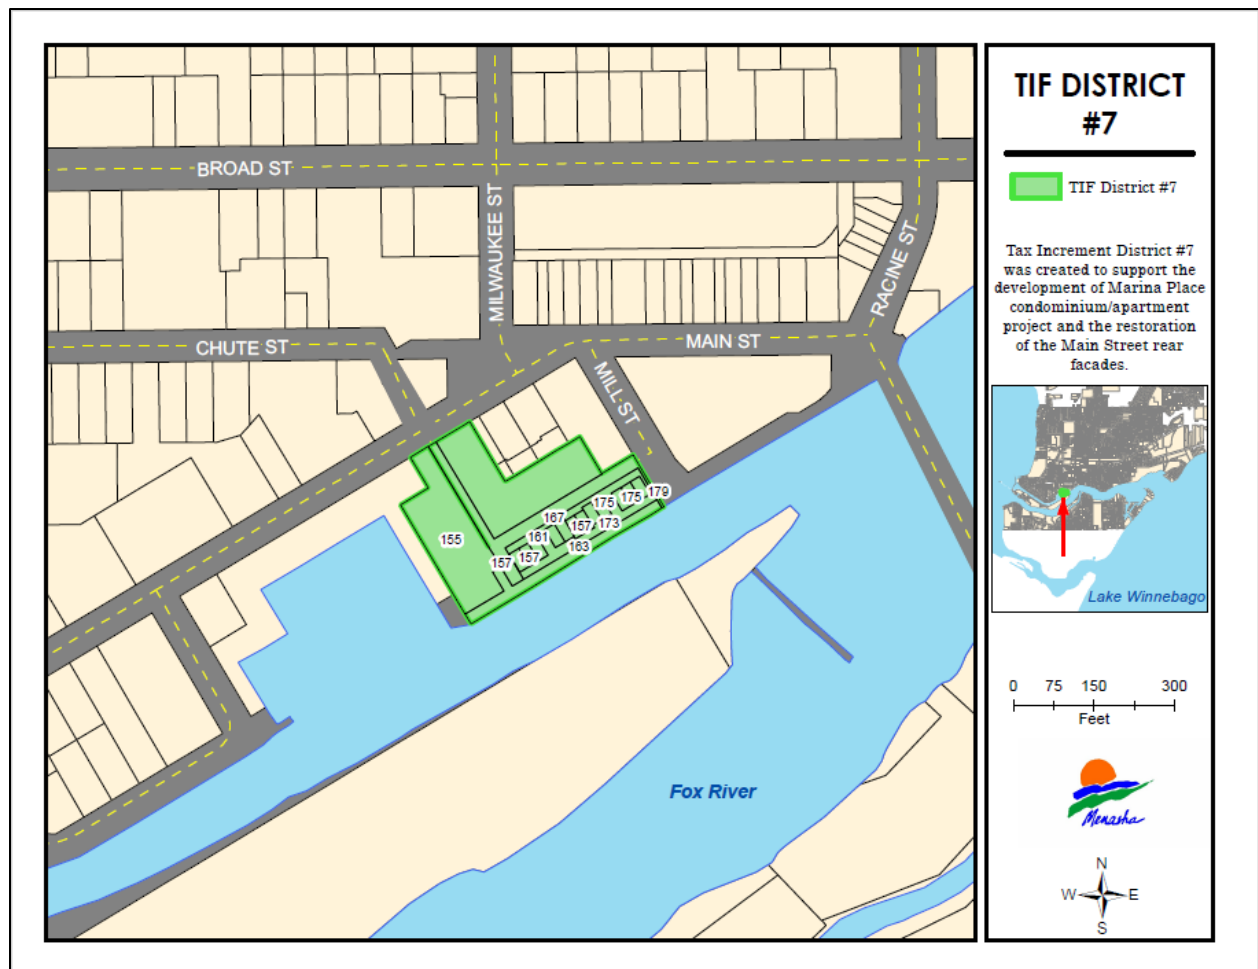 BROAD ST
MILWAUKEE ST
RACINE ST
CHUTE ST
MAIN ST
MILL ST
155
157
157
161
167
157
163
175
173
175
179
Fox River
TIF DISTRICT
#7
TIF District #7
Tax Increment District #7
was created to support the
development of Marina Place
condominium/apartment
project and the restoration
of the Main Street rear
facades.
Lake Winnebago
0 75 150 300
Feet
Menasha
N
W E
S